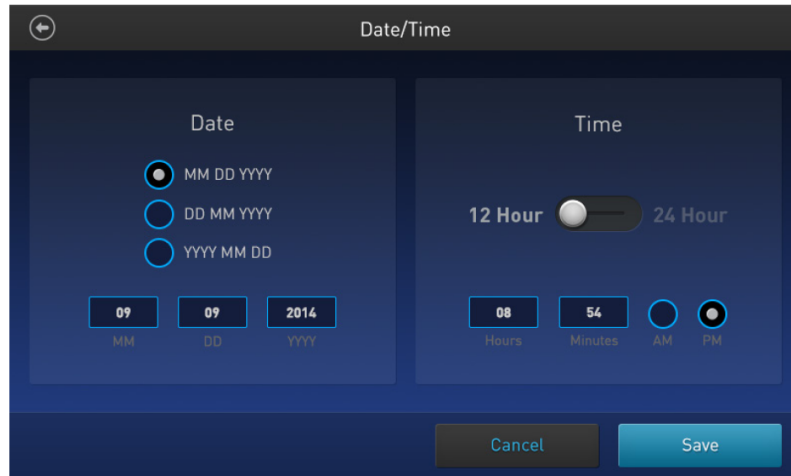 Date/Time
Date
MM DD YYYY
DD MM YYYY
YYYY MM DD
09 09 2014
MM DD YYYY
Time
12 Hour 24 Hour
08 54
Hours Minutes AM PM
Cancel Save